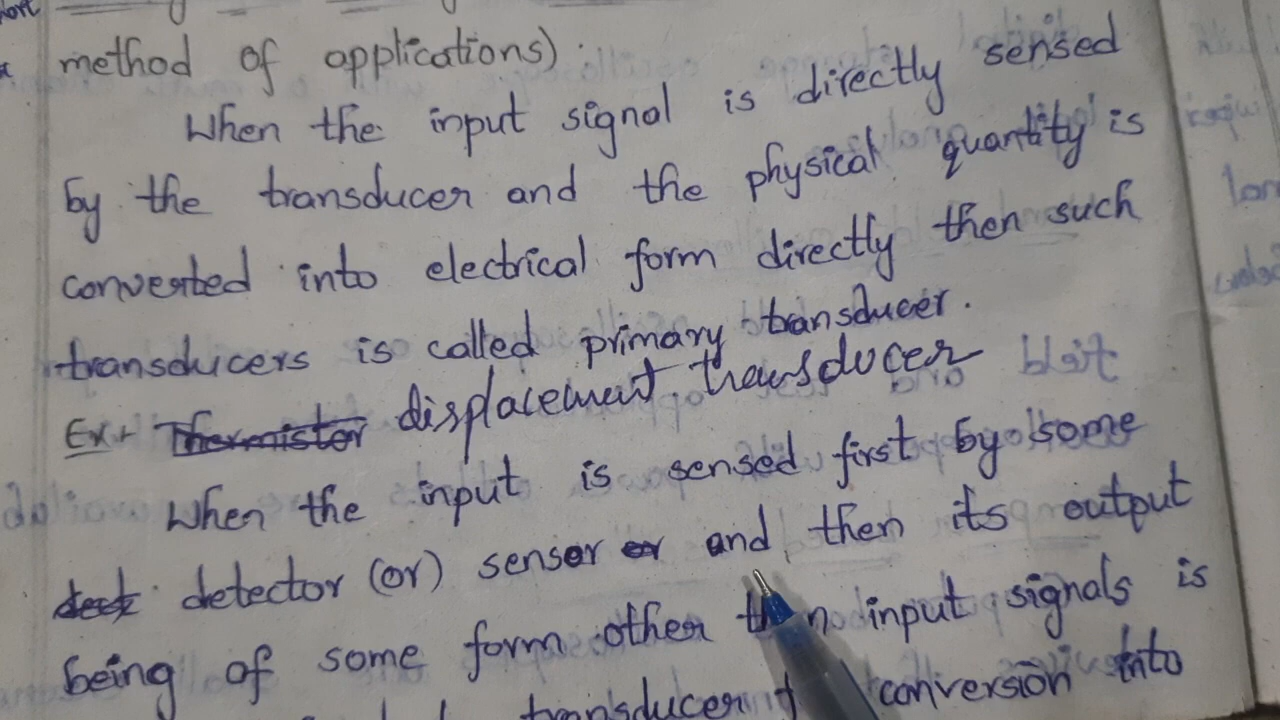 method of applications).
When the input signal is directly sensed
by the transducer and the physical quantity is
converted into electrical form directly then such
transducers is called primary transducer.
Ex:- Thermister displacement transducer
When the input is sensed first by some
detector (or) sensor or and then its output
being of some form other than input signals is
transducer conversion into